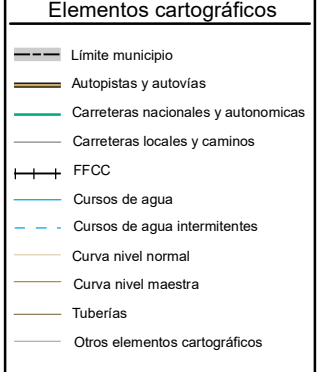 Elementos cartográficos
Límite municipio
Autopistas y autovías
Carreteras nacionales y autonomicas
Carreteras locales y caminos
FFCC
Cursos de agua
Cursos de agua intermitentes
Curva nivel normal
Curva nivel maestra
Tuberías
Otros elementos cartográficos